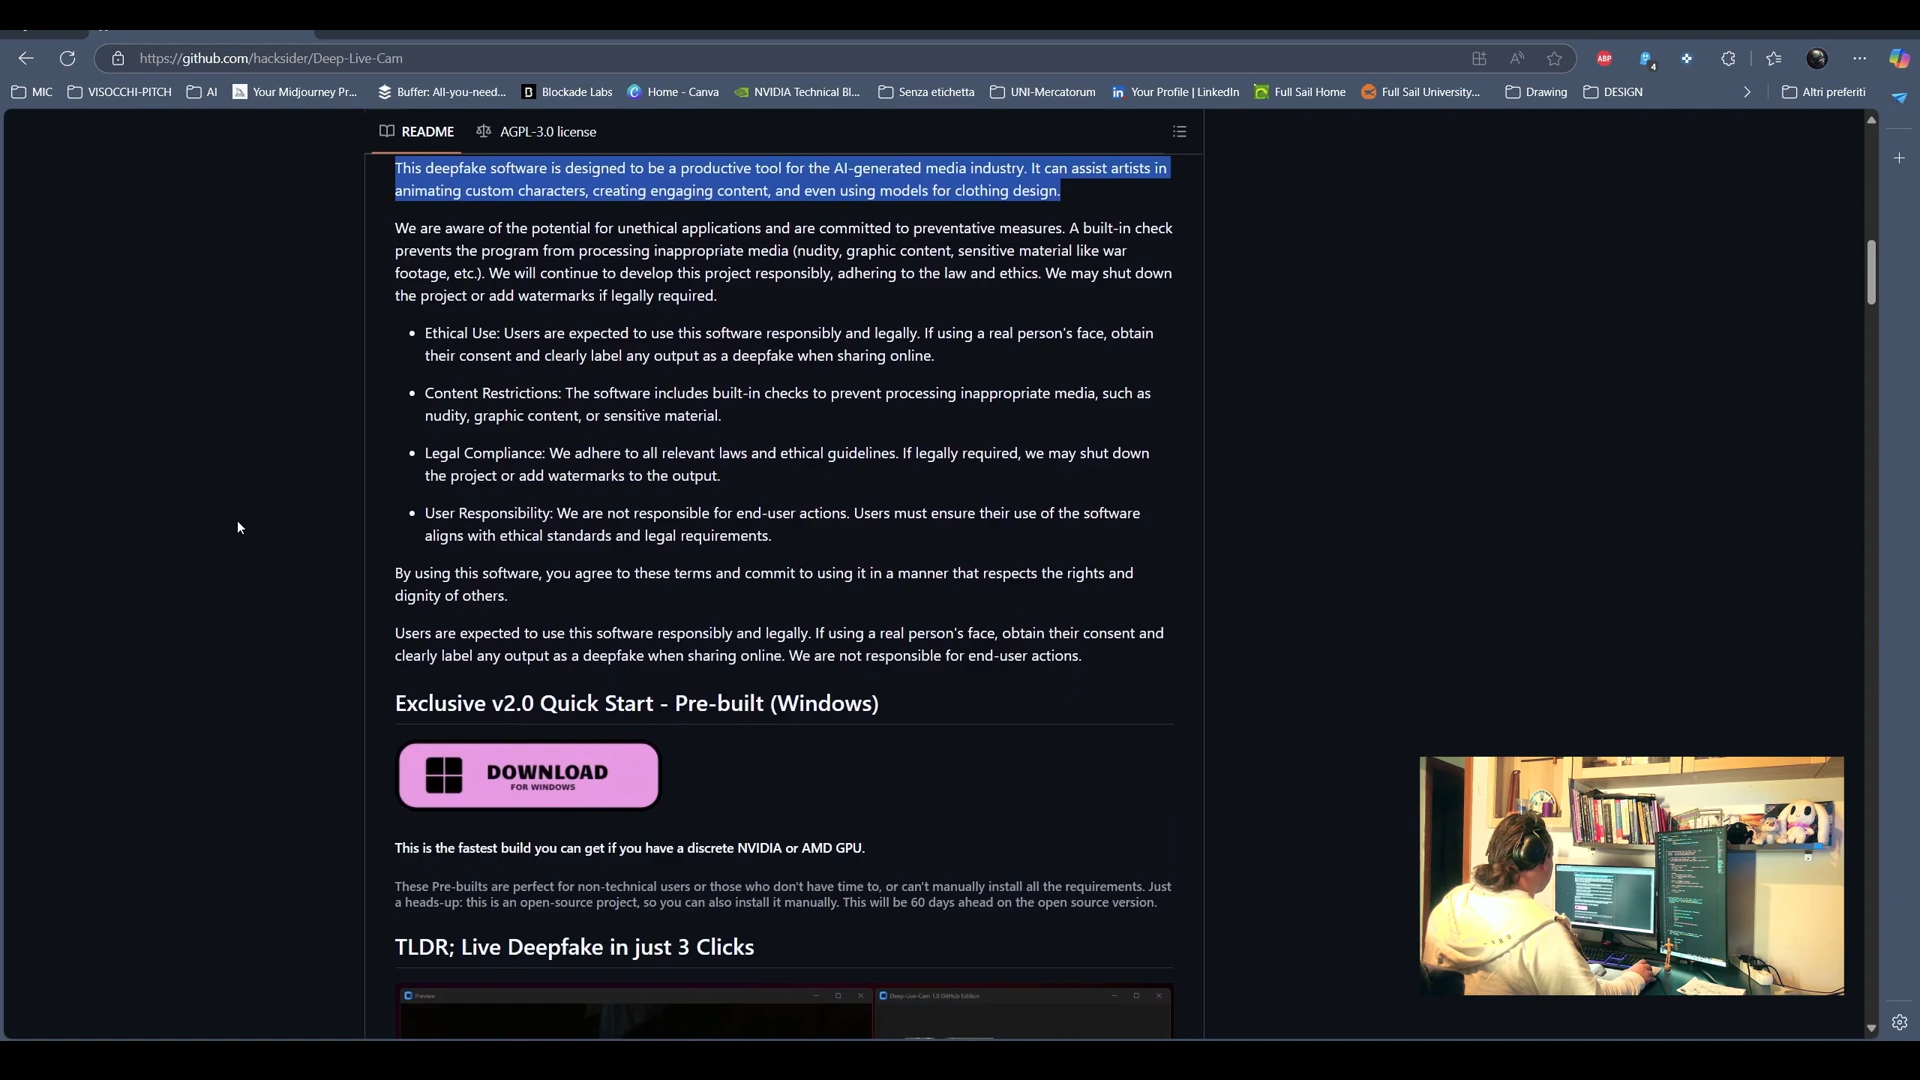 https://github.com/hacksider/Deep-Live-Cam
ABP
4
MIC
VISOCCHI-PITCH
AI
Your Midjourney Pr...
Buffer: All-you-need...
Blockade Labs
Home - Canva
NVIDIA Technical Bl...
Senza etichetta
UNI-Mercatorum
Your Profile | LinkedIn
Full Sail Home
Full Sail University...
Drawing
DESIGN
Altri preferiti
README
AGPL-3.0 license
This deepfake software is designed to be a productive tool for the AI-generated media industry. It can assist artists in
animating custom characters, creating engaging content, and even using models for clothing design.
We are aware of the potential for unethical applications and are committed to preventative measures. A built-in check
prevents the program from processing inappropriate media (nudity, graphic content, sensitive material like war
footage, etc.). We will continue to develop this project responsibly, adhering to the law and ethics. We may shut down
the project or add watermarks if legally required.
• Ethical Use: Users are expected to use this software responsibly and legally. If using a real person's face, obtain
their consent and clearly label any output as a deepfake when sharing online.
• Content Restrictions: The software includes built-in checks to prevent processing inappropriate media, such as
nudity, graphic content, or sensitive material.
• Legal Compliance: We adhere to all relevant laws and ethical guidelines. If legally required, we may shut down
the project or add watermarks to the output.
• User Responsibility: We are not responsible for end-user actions. Users must ensure their use of the software
aligns with ethical standards and legal requirements.
By using this software, you agree to these terms and commit to using it in a manner that respects the rights and
dignity of others.
Users are expected to use this software responsibly and legally. If using a real person's face, obtain their consent and
clearly label any output as a deepfake when sharing online. We are not responsible for end-user actions.
Exclusive v2.0 Quick Start - Pre-built (Windows)
DOWNLOAD
FOR WINDOWS
This is the fastest build you can get if you have a discrete NVIDIA or AMD GPU.
These Pre-builts are perfect for non-technical users or those who don't have time to, or can't manually install all the requirements. Just
a heads-up: this is an open-source project, so you can also install it manually. This will be 60 days ahead on the open source version.
TLDR; Live Deepfake in just 3 Clicks
Preview
Deep-Live-Cam 1.8 GitHub Edition